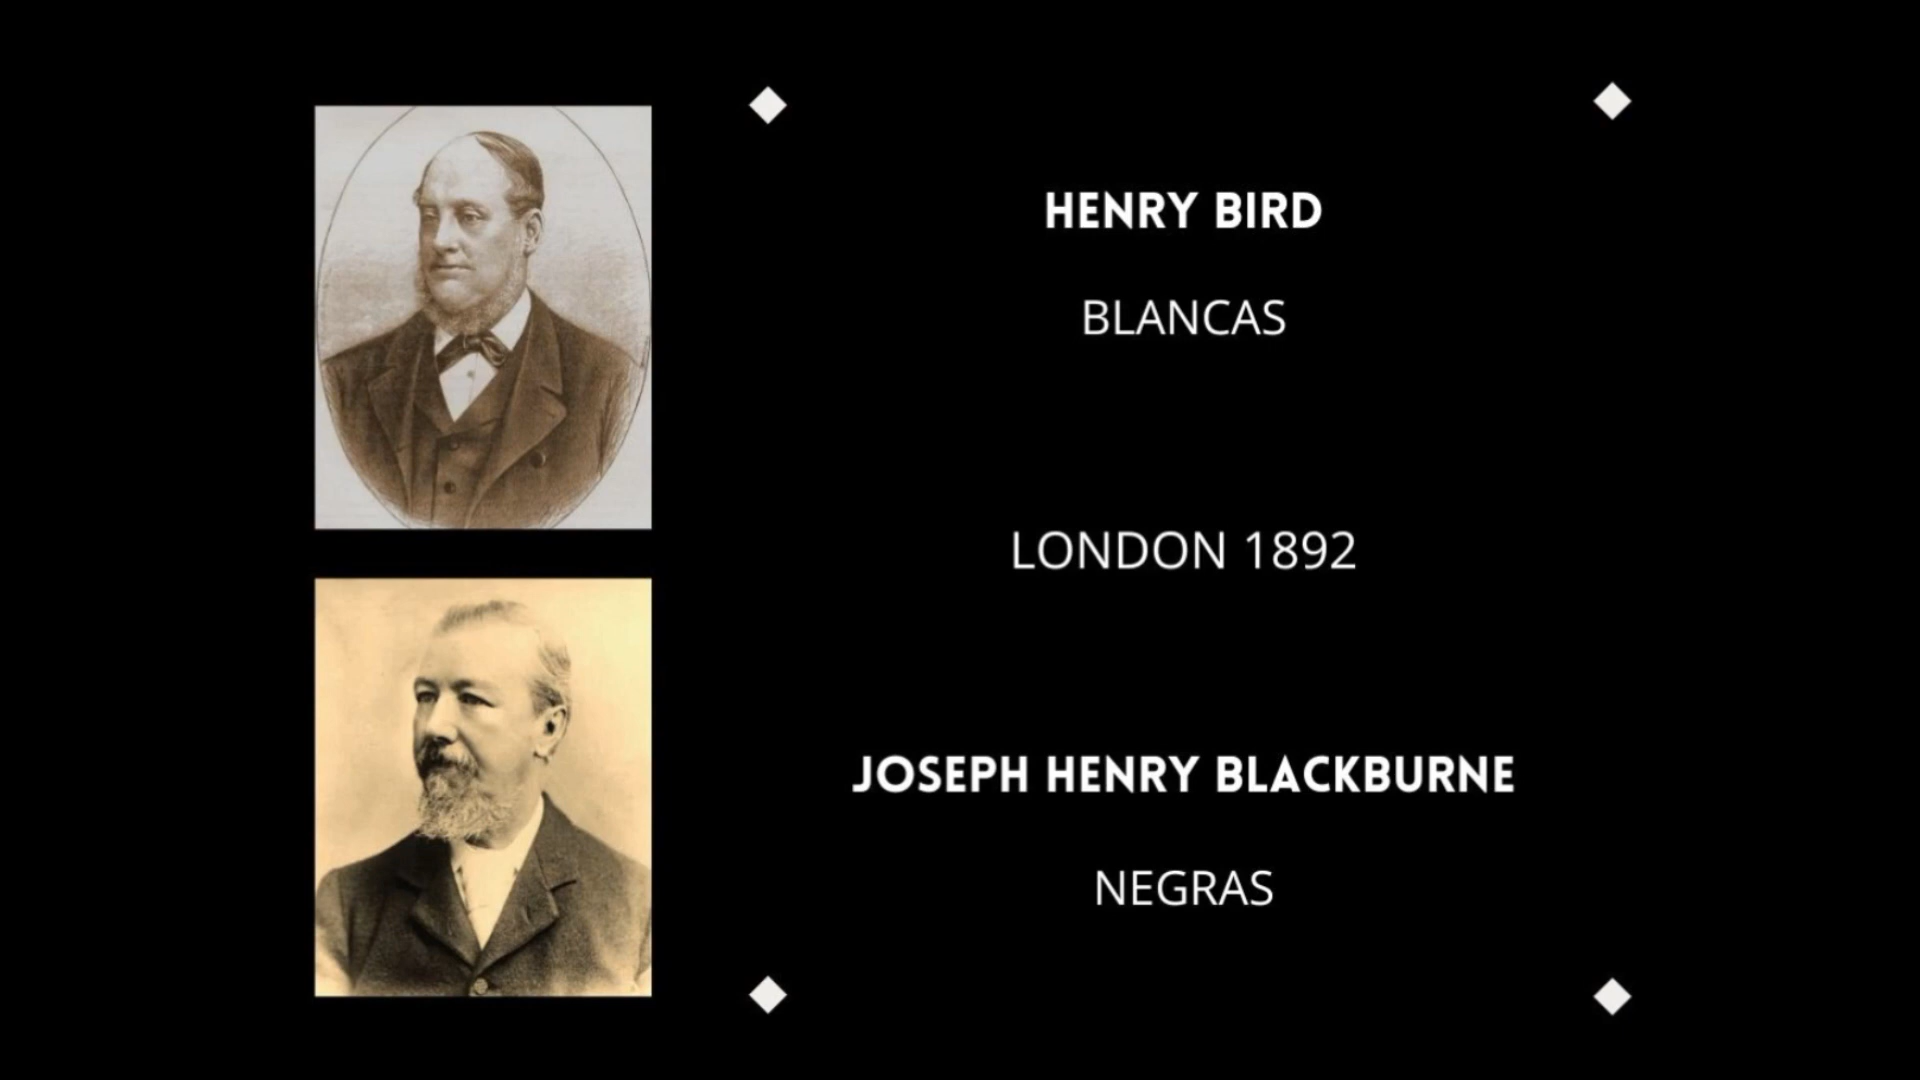 HENRY BIRD
BLANCAS
LONDON 1892
JOSEPH HENRY BLACKBURNE
NEGRAS